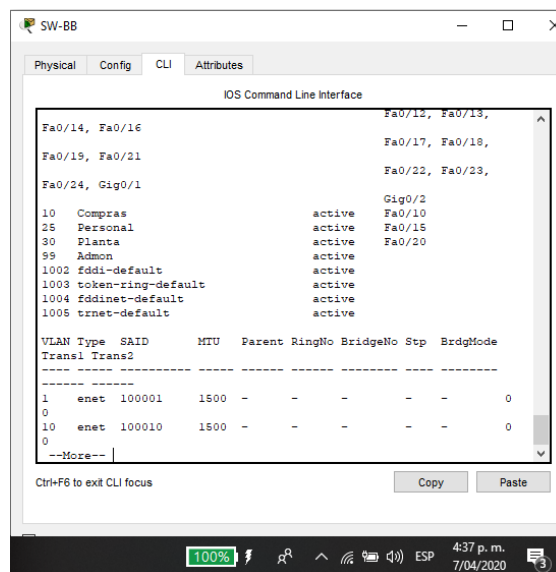 SW-BB
Physical Config CLI Attributes
IOS Command Line Interface
Fa0/12, Fa0/13,
Fa0/14, Fa0/16
Fa0/17, Fa0/18,
Fa0/19, Fa0/21
Fa0/22, Fa0/23,
Fa0/24, Gig0/1
Gig0/2
10 Compras active Fa0/10
25 Personal active Fa0/15
30 Planta active Fa0/20
99 Admon active
1002 fddi-default active
1003 token-ring-default active
1004 fddinet-default active
1005 trnet-default active
VLAN Type SAID MTU Parent RingNo BridgeNo Stp BrdgMode
Trans1 Trans2
---- ----- ---------- ----- ------ ------ -------- ---- --------
------ ------
1 enet 100001 1500 - - - - - 0
0
10 enet 100010 1500 - - - - - 0
0
--More--
Ctrl+F6 to exit CLI focus Copy Paste
100% ESP 4:37 p. m.
7/04/2020 3